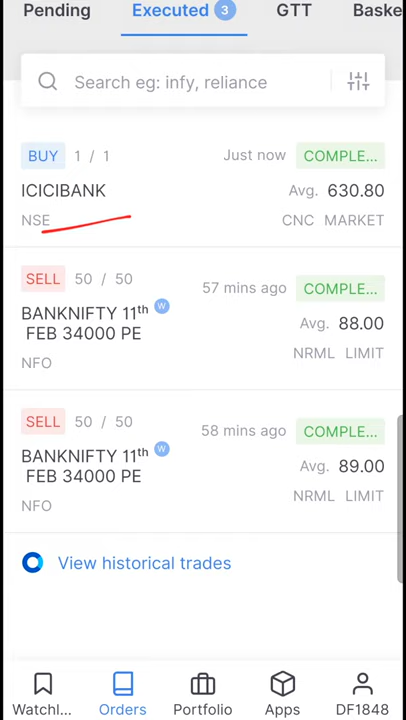 Pending Executed 3 GTT Baske
Search eg: infy, reliance
BUY 1 / 1 Just now COMPLE...
ICICIBANK Avg. 630.80
NSE CNC MARKET
SELL 50 / 50 57 mins ago COMPLE...
BANKNIFTY 11th W Avg. 88.00
FEB 34000 PE
NFO NRML LIMIT
SELL 50 / 50 58 mins ago COMPLE...
BANKNIFTY 11th W Avg. 89.00
FEB 34000 PE
NFO NRML LIMIT
View historical trades
Watchl... Orders Portfolio Apps DF1848